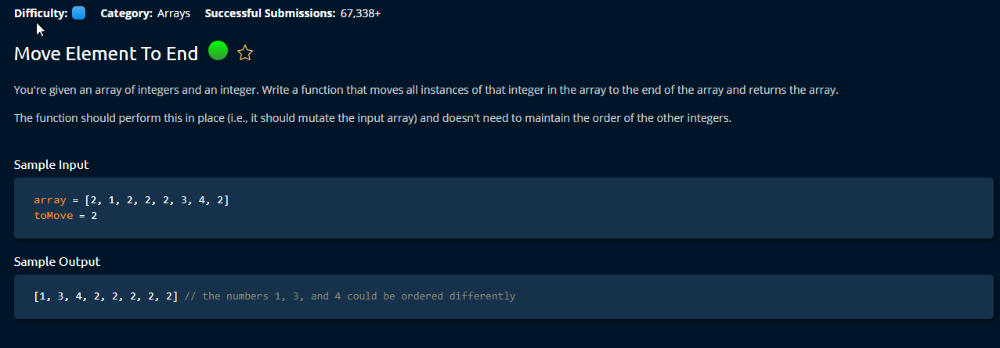 Difficulty: Category: Arrays Successful Submissions: 67,338+
Move Element To End
You're given an array of integers and an integer. Write a function that moves all instances of that integer in the array to the end of the array and returns the array.
The function should perform this in place (i.e., it should mutate the input array) and doesn't need to maintain the order of the other integers.
Sample Input
array = [2, 1, 2, 2, 2, 3, 4, 2]
toMove = 2
Sample Output
[1, 3, 4, 2, 2, 2, 2, 2] // the numbers 1, 3, and 4 could be ordered differently